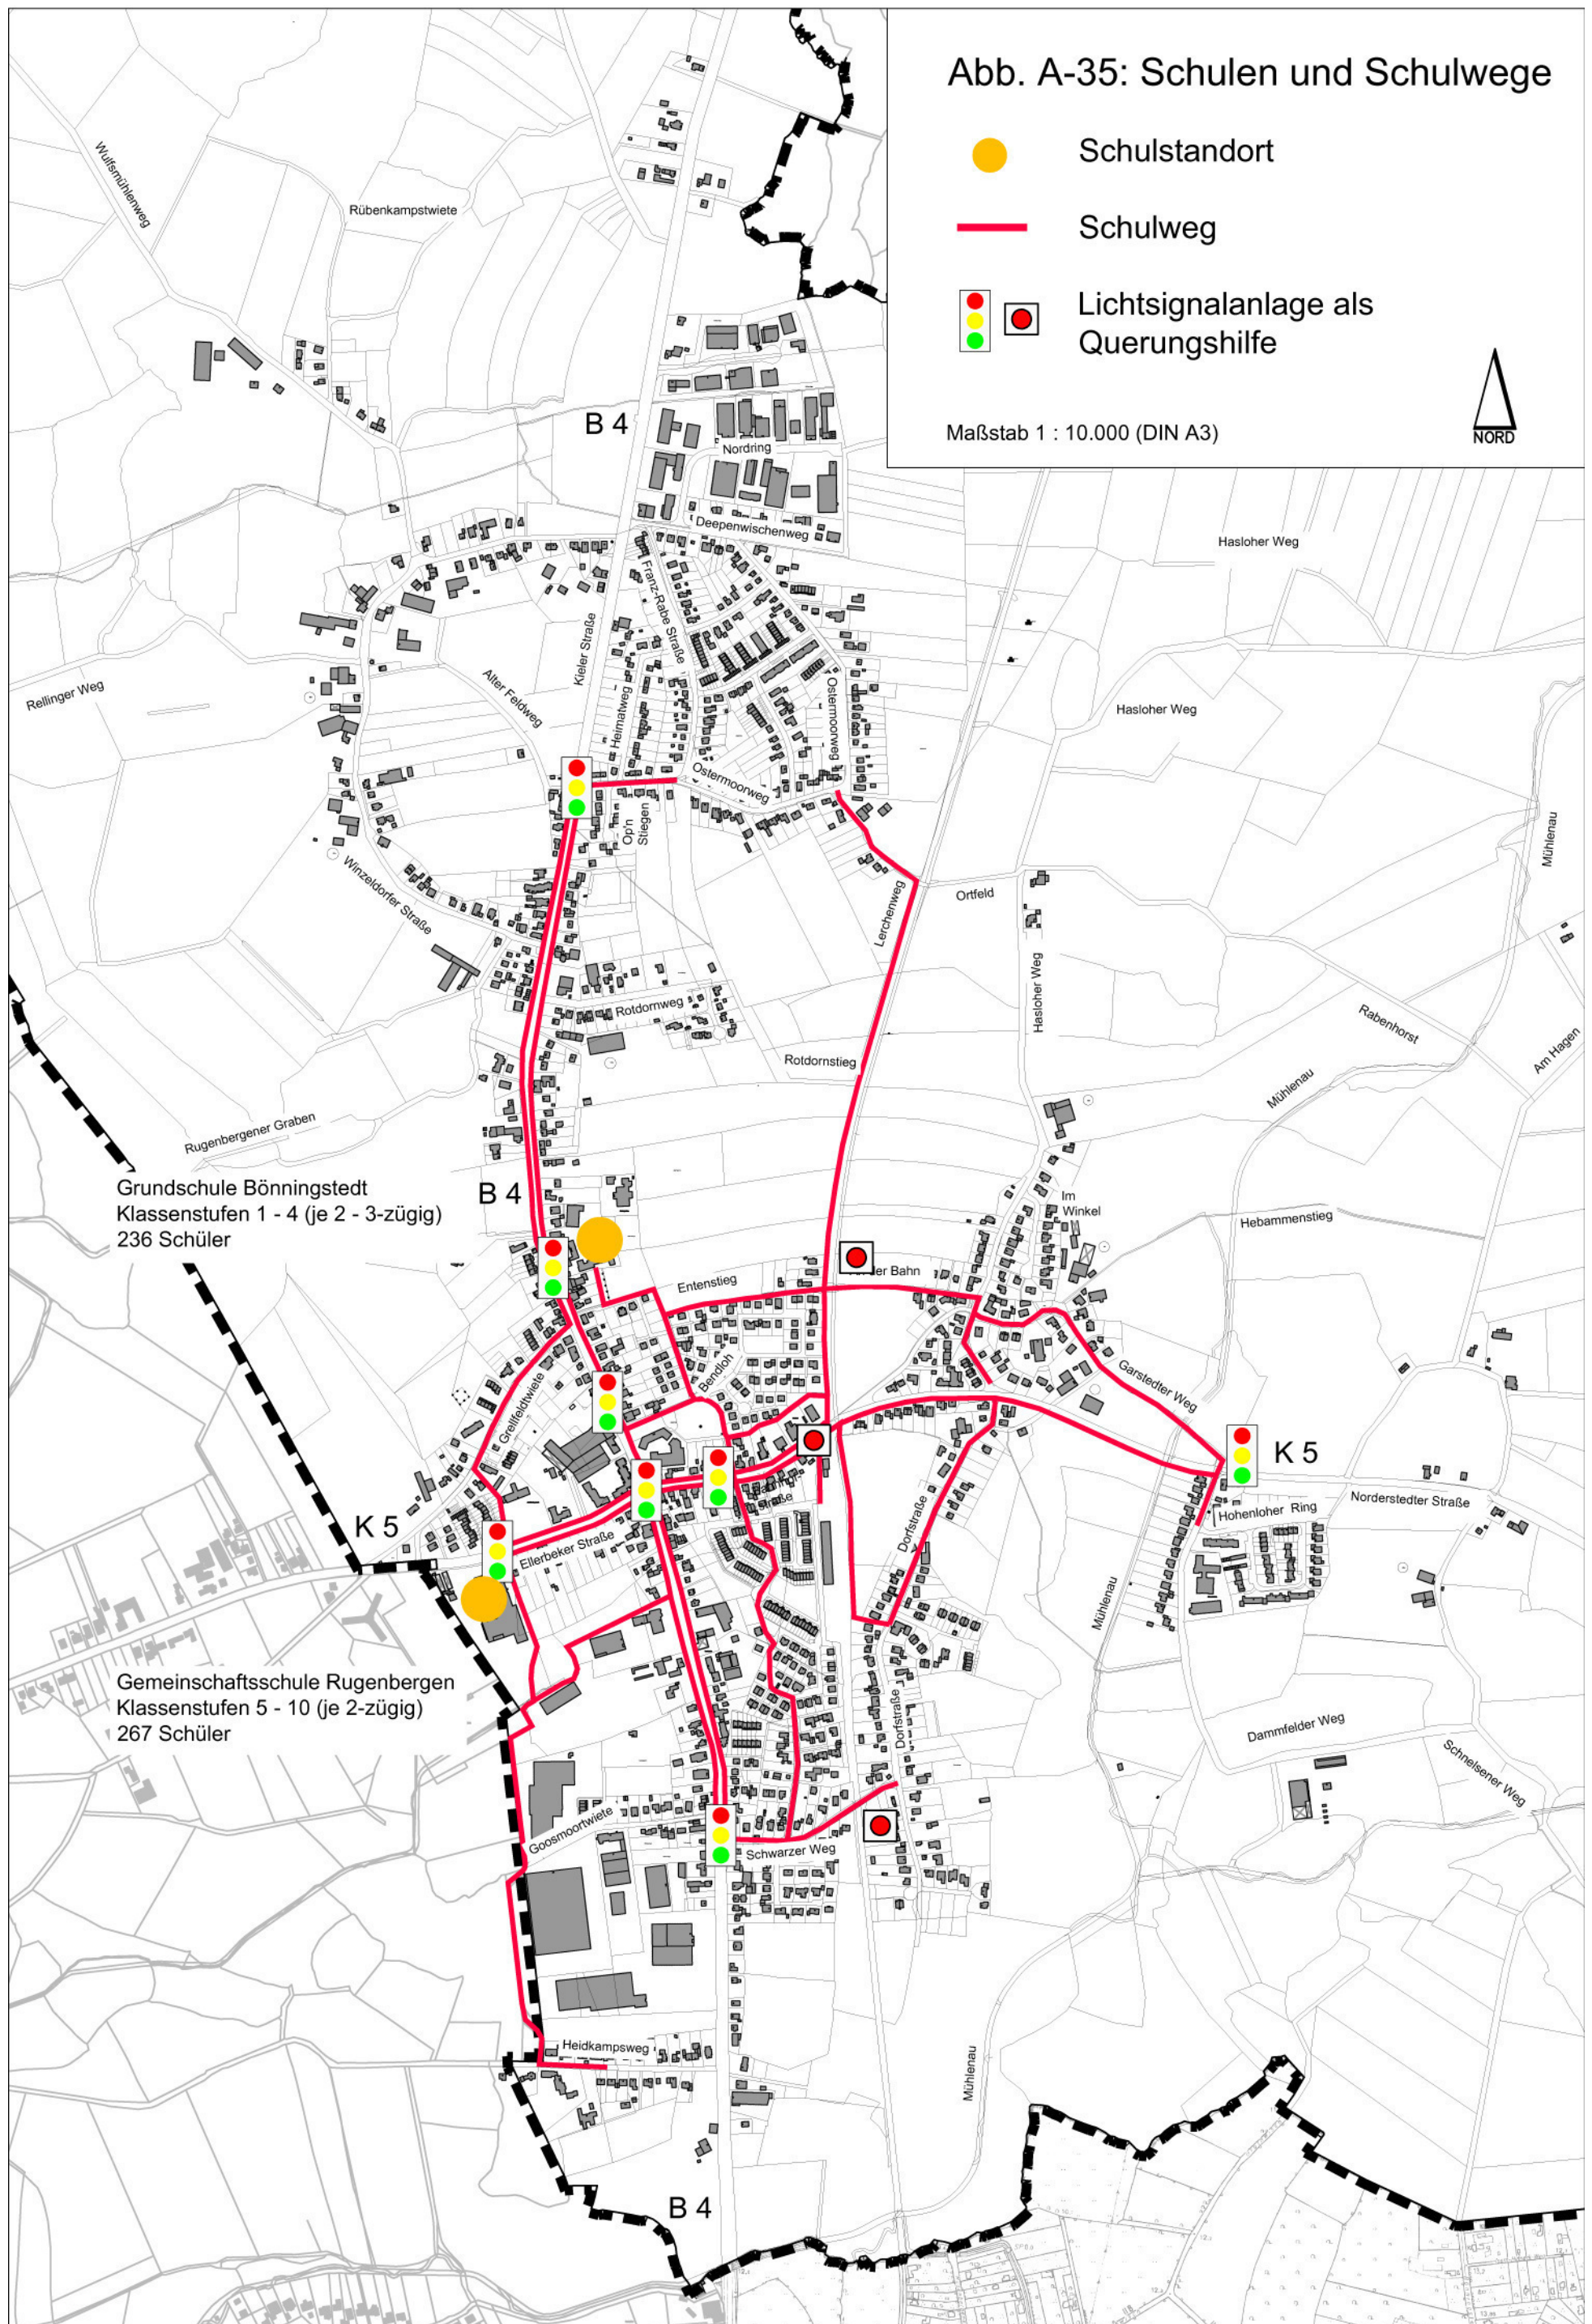 Abb. A-35: Schulen und Schulwege
Schulstandort
Schulweg
Lichtsignalanlage als
Querungshilfe
Maßstab 1 : 10.000 (DIN A3)
NORD
Wulfsmühlenweg
Rübenkampstwiete
B 4
Nordring
Deepenwischenweg
Hasloher Weg
Franz-Rabe Straße
Kieler Straße
Heimatweg
Alter Feldweg
Rellinger Weg
Ostermoorweg
Hasloher Weg
Ostermoorweg
Op'n
Stiegen
Mühlenau
Winzeldorfer Straße
Ortfeld
Lerchenweg
Hasloher Weg
Rotdornweg
Rabenhorst
Am Hagen
Rotdornstieg
Mühlenau
Rugenbergener Graben
Grundschule Bönningstedt
Klassenstufen 1 - 4 (je 2 - 3-zügig)
236 Schüler
B 4
Im
Winkel
Hebammenstieg
Entenstieg
der Bahn
Bendloh
Garstedter Weg
Grellfeldtwiete
K 5
Norderstedter Straße
Hohenloher Ring
straße
Dorfstraße
K 5
Ellerbeker Straße
Mühlenau
Gemeinschaftsschule Rugenbergen
Klassenstufen 5 - 10 (je 2-zügig)
267 Schüler
Dorfstraße
Dammfelder Weg
Schnelsener Weg
Goosmoortwiete
Schwarzer Weg
Heidkampsweg
Mühlenau
B 4